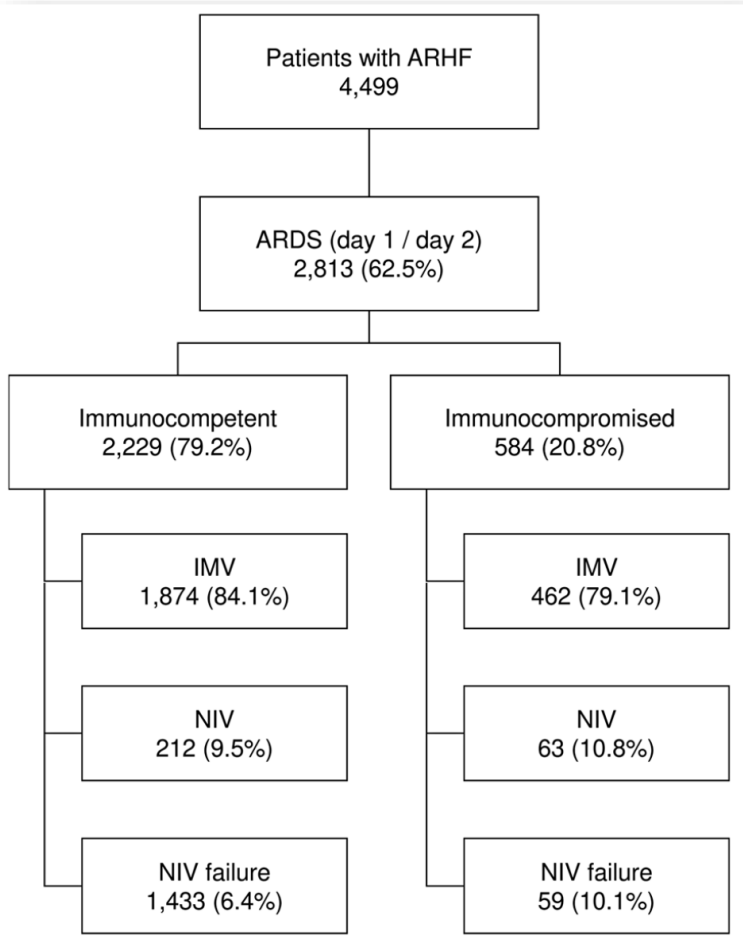 Patients with ARHF
4,499
ARDS (day 1 / day 2)
2,813 (62.5%)
Immunocompetent
2,229 (79.2%)
Immunocompromised
584 (20.8%)
IMV
1,874 (84.1%)
IMV
462 (79.1%)
NIV
212 (9.5%)
NIV
63 (10.8%)
NIV failure
1,433 (6.4%)
NIV failure
59 (10.1%)